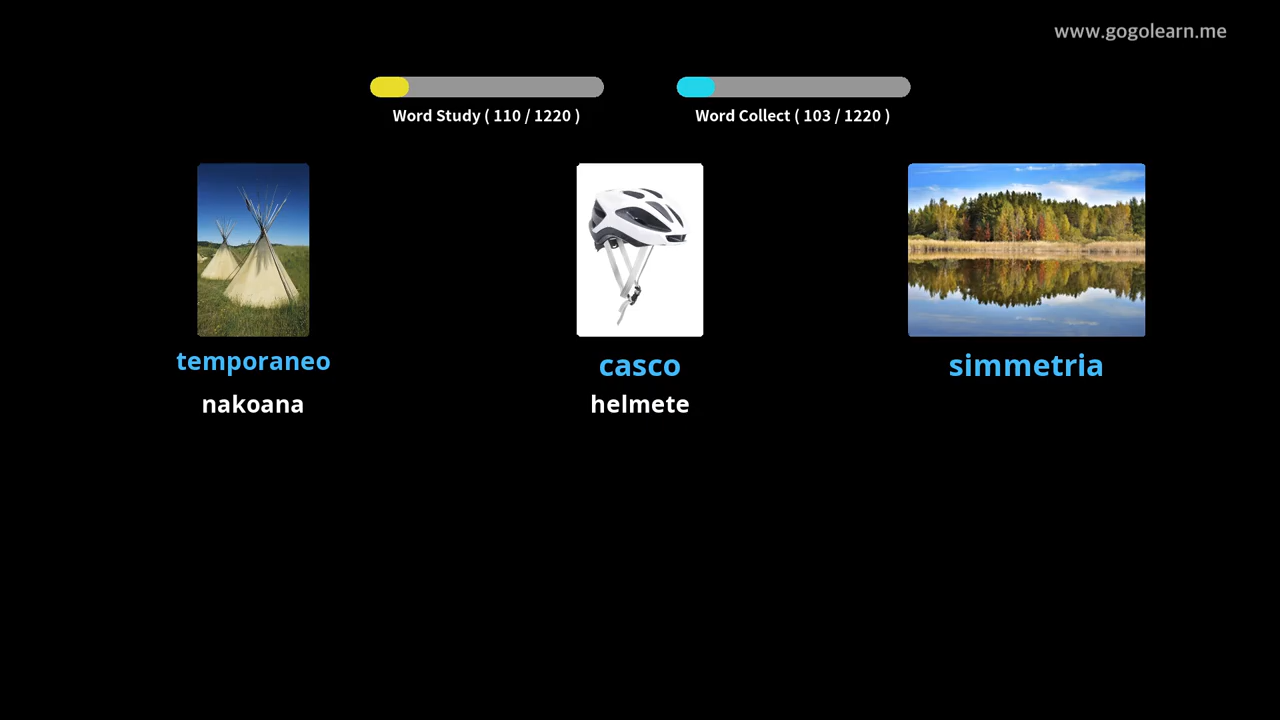 www.gogolearn.me
Word Study ( 110 / 1220 )
Word Collect ( 103 / 1220 )
temporaneo
casco
simmetria
nakoana
helmete